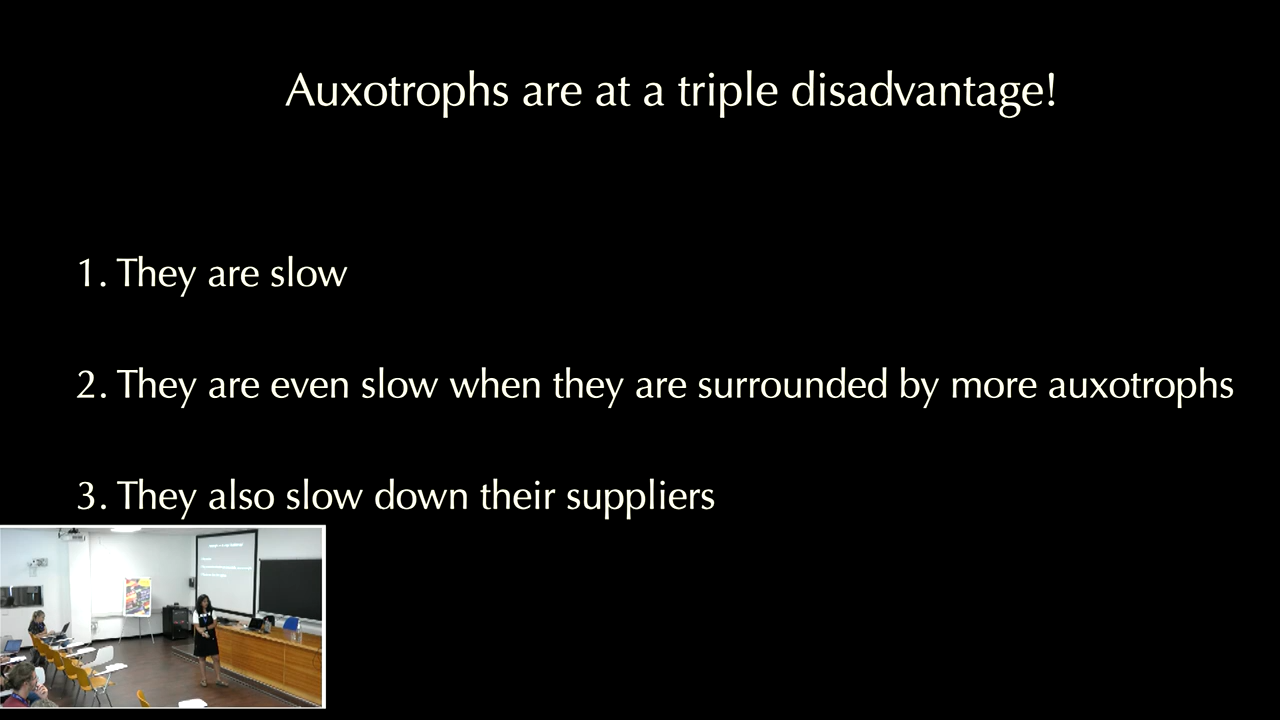 Auxotrophs are at a triple disadvantage!
1. They are slow
2. They are even slow when they are surrounded by more auxotrophs
3. They also slow down their suppliers